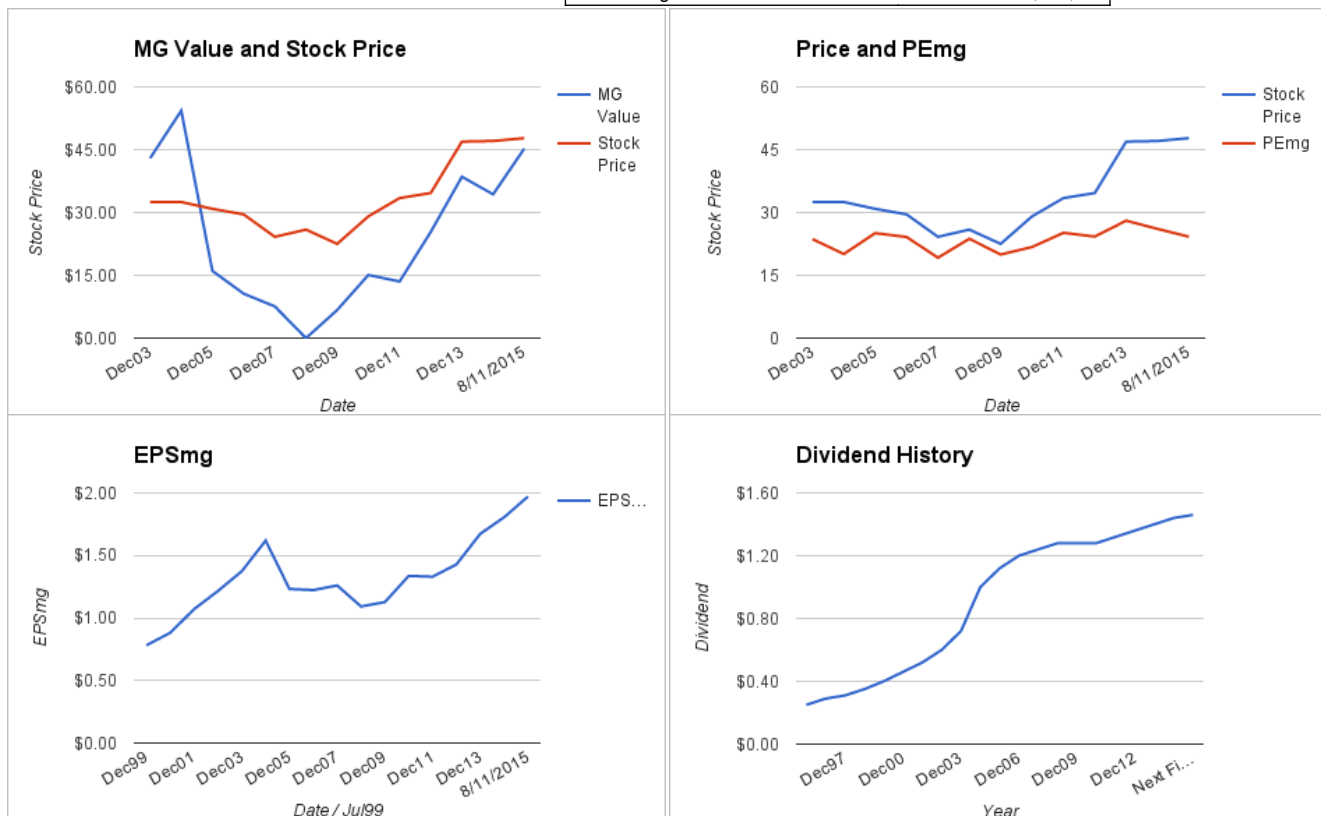 MG Value and Stock Price
$60.00
$45.00
$30.00
$15.00
$0.00
Stock Price
Dec03
Dec05
Dec07
Dec09
Dec11
Dec13
8/11/2015
Date
MG
Value
Stock
Price
Price and PEmg
60
45
30
15
0
Stock Price
Dec03
Dec05
Dec07
Dec09
Dec11
Dec13
8/11/2015
Date
Stock
Price
PEmg
EPSmg
$2.00
$1.50
$1.00
$0.50
$0.00
EPSmg
Dec99
Dec01
Dec03
Dec05
Dec07
Dec09
Dec11
Dec13
8/11/2015
Date / Jul99
EPS...
Dividend History
$1.60
$1.20
$0.80
$0.40
$0.00
Dividend
Dec97
Dec00
Dec03
Dec06
Dec09
Dec12
Next Fi...
Year